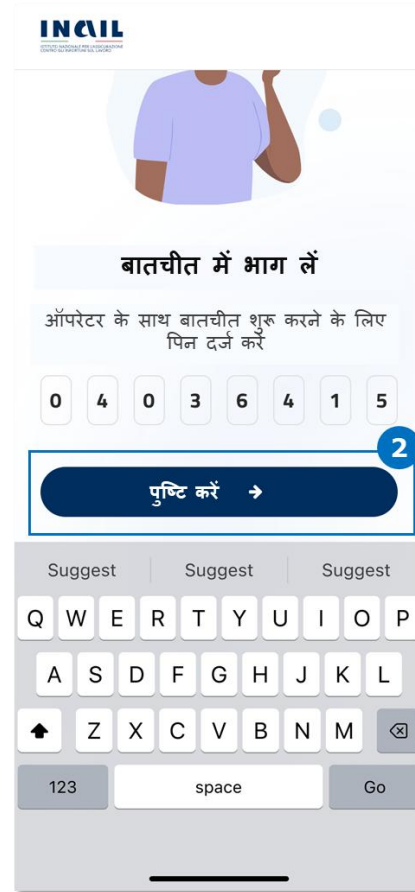 INAIL
ISTITUTO NAZIONALE PER L'ASSICURAZIONE
CONTRO GLI INFORTUNI SUL LAVORO
बातचीत में भाग लें
ऑपरेटर के साथ बातचीत शुरू करने के लिए
पिन दर्ज करें
0 4 0 3 6 4 1 5
2
पुष्टि करें →
Suggest Suggest Suggest
Q W E R T Y U I O P
A S D F G H J K L
Z X C V B N M
123 space Go